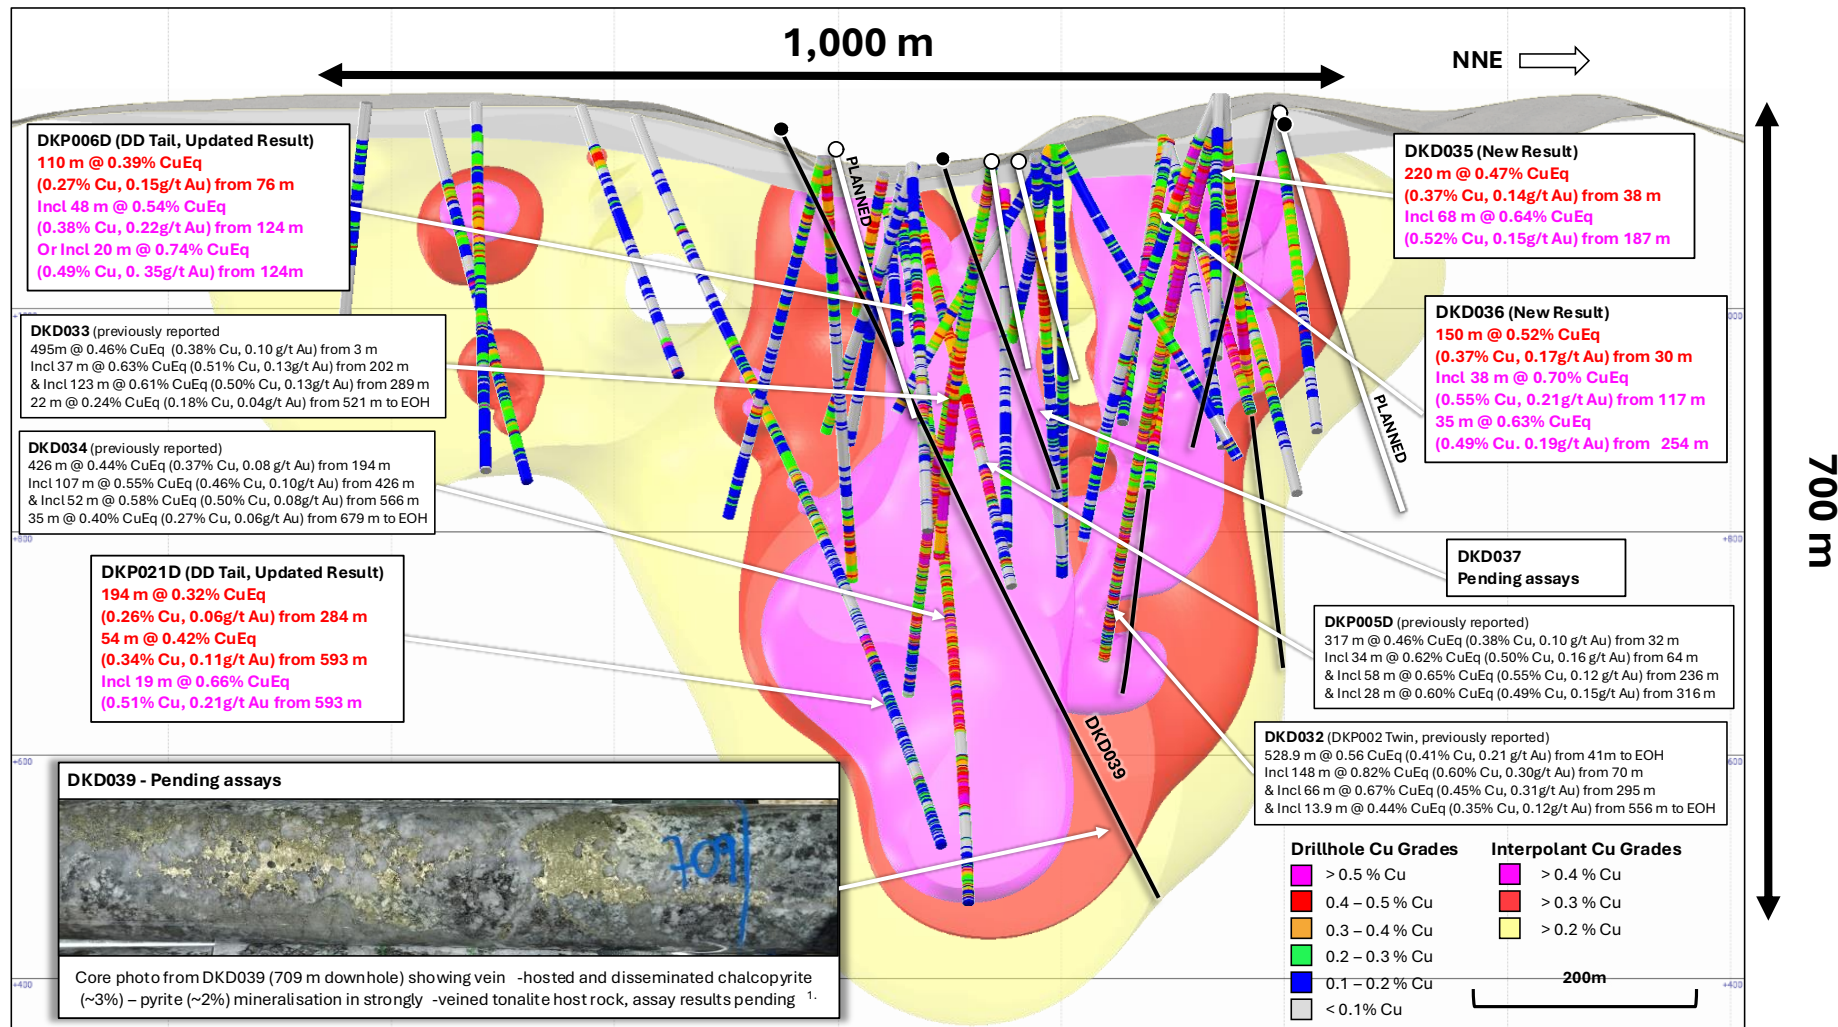 1,000 m
NNE
700 m
DKP006D (DD Tail, Updated Result)
110 m @ 0.39% CuEq
(0.27% Cu, 0.15g/t Au) from 76 m
Incl 48 m @ 0.54% CuEq
(0.38% Cu, 0.22g/t Au) from 124 m
Or Incl 20 m @ 0.74% CuEq
(0.49% Cu, 0. 35g/t Au) from 124m
DKD033 (previously reported
495m @ 0.46% CuEq (0.38% Cu, 0.10 g/t Au) from 3 m
Incl 37 m @ 0.63% CuEq (0.51% Cu, 0.13g/t Au) from 202 m
& Incl 123 m @ 0.61% CuEq (0.50% Cu, 0.13g/t Au) from 289 m
22 m @ 0.24% CuEq (0.18% Cu, 0.04g/t Au) from 521 m to EOH
DKD034 (previously reported)
426 m @ 0.44% CuEq (0.37% Cu, 0.08 g/t Au) from 194 m
Incl 107 m @ 0.55% CuEq (0.46% Cu, 0.10g/t Au) from 426 m
& Incl 52 m @ 0.58% CuEq (0.50% Cu, 0.08g/t Au) from 566 m
35 m @ 0.40% CuEq (0.27% Cu, 0.06g/t Au) from 679 m to EOH
DKP021D (DD Tail, Updated Result)
194 m @ 0.32% CuEq
(0.26% Cu, 0.06g/t Au) from 284 m
54 m @ 0.42% CuEq
(0.34% Cu, 0.11g/t Au) from 593 m
Incl 19 m @ 0.66% CuEq
(0.51% Cu, 0.21g/t Au from 593 m
PLANNED
PLANNED
DKD039
DKD035 (New Result)
220 m @ 0.47% CuEq
(0.37% Cu, 0.14g/t Au) from 38 m
Incl 68 m @ 0.64% CuEq
(0.52% Cu, 0.15g/t Au) from 187 m
DKD036 (New Result)
150 m @ 0.52% CuEq
(0.37% Cu, 0.17g/t Au) from 30 m
Incl 38 m @ 0.70% CuEq
(0.55% Cu, 0.21g/t Au) from 117 m
35 m @ 0.63% CuEq
(0.49% Cu. 0.19g/t Au) from 254 m
DKD037
Pending assays
DKP005D (previously reported)
317 m @ 0.46% CuEq (0.38% Cu, 0.10 g/t Au) from 32 m
Incl 34 m @ 0.62% CuEq (0.50% Cu, 0.16 g/t Au) from 64 m
& Incl 58 m @ 0.65% CuEq (0.55% Cu, 0.12 g/t Au) from 236 m
& Incl 28 m @ 0.60% CuEq (0.49% Cu, 0.15g/t Au) from 316 m
DKD032 (DKP002 Twin, previously reported)
528.9 m @ 0.56 CuEq (0.41% Cu, 0.21 g/t Au) from 41m to EOH
Incl 148 m @ 0.82% CuEq (0.60% Cu, 0.30g/t Au) from 70 m
& Incl 66 m @ 0.67% CuEq (0.45% Cu, 0.31g/t Au) from 295 m
& Incl 13.9 m @ 0.44% CuEq (0.35% Cu, 0.12g/t Au) from 556 m to EOH
+800
+800
+600
+400
+400
DKD039 - Pending assays
709
Core photo from DKD039 (709 m downhole) showing vein -hosted and disseminated chalcopyrite
(~3%) – pyrite (~2%) mineralisation in strongly -veined tonalite host rock, assay results pending 1.
Drillhole Cu Grades
> 0.5 % Cu
0.4 – 0.5 % Cu
0.3 – 0.4 % Cu
0.2 – 0.3 % Cu
0.1 – 0.2 % Cu
< 0.1% Cu
Interpolant Cu Grades
> 0.4 % Cu
> 0.3 % Cu
> 0.2 % Cu
200m